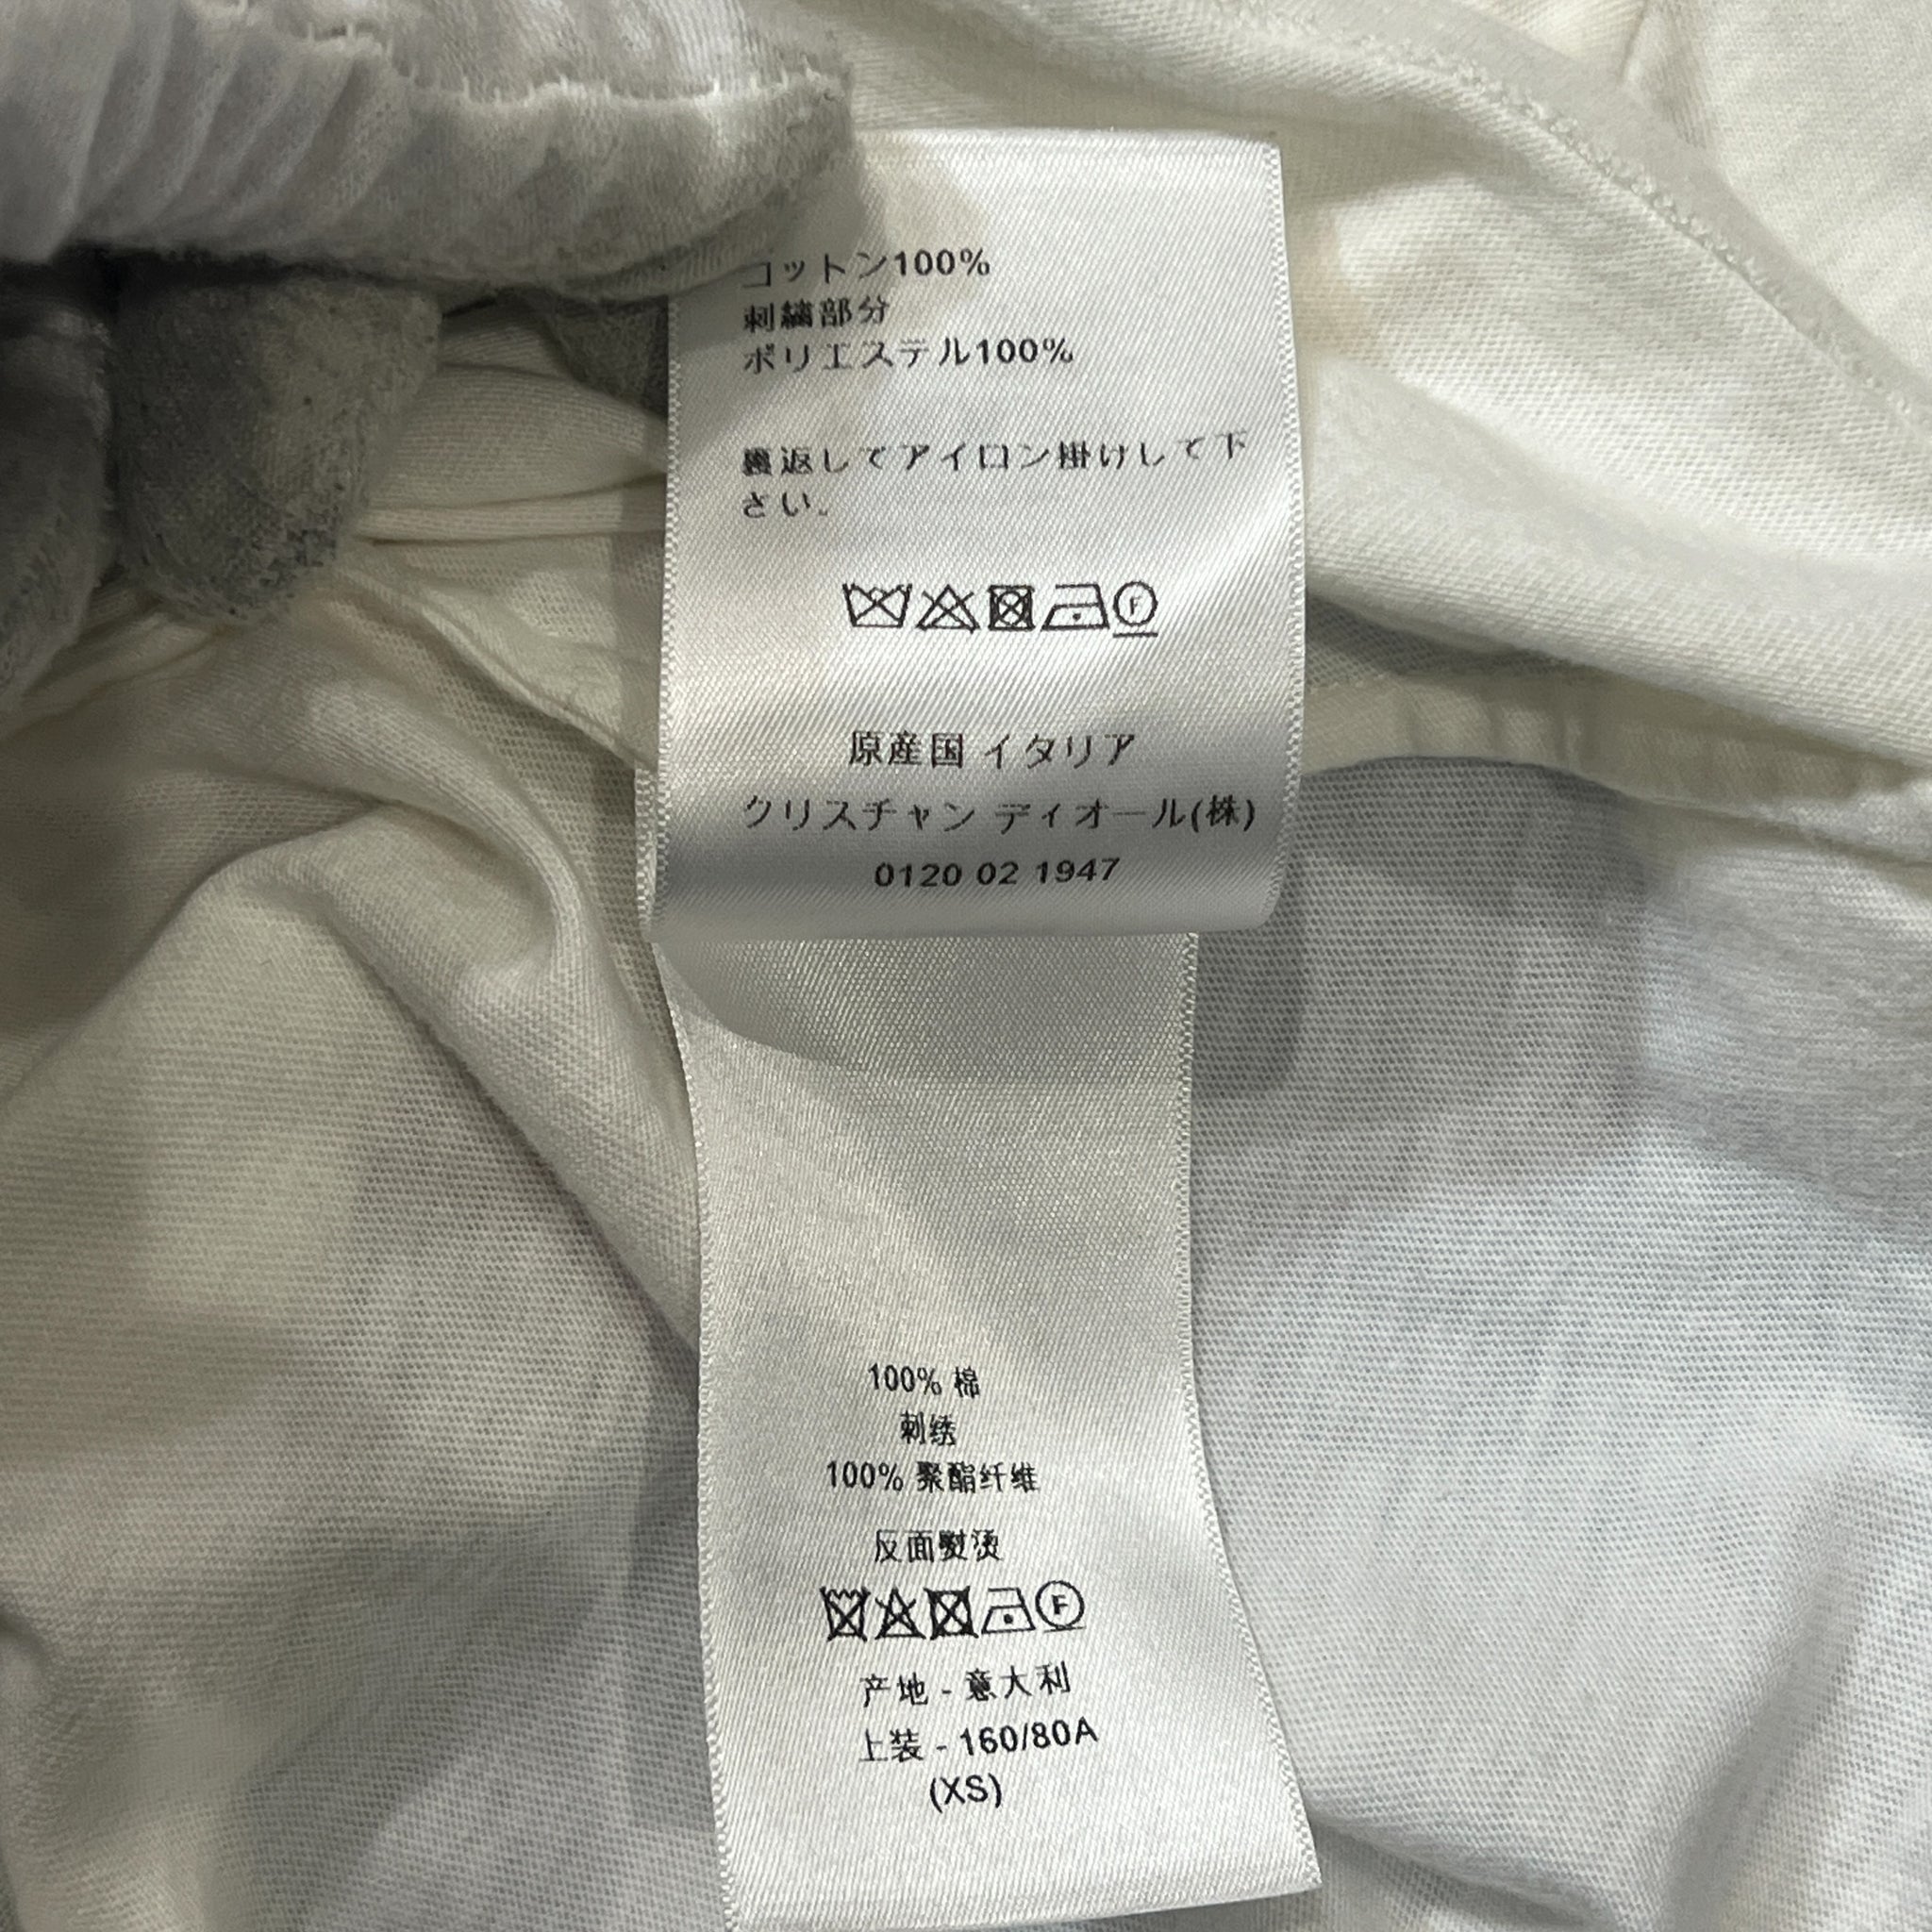 コットン100%
刺繍部分
ポリエステル100%
裏返してアイロン掛けして下
さい。
F
原産国 イタリア
クリスチャン ディオール(株)
0120 02 1947
100% 棉
刺绣
100% 聚酯纤维
反面熨烫
F
产地 - 意大利
上装 - 160/80A
(XS)